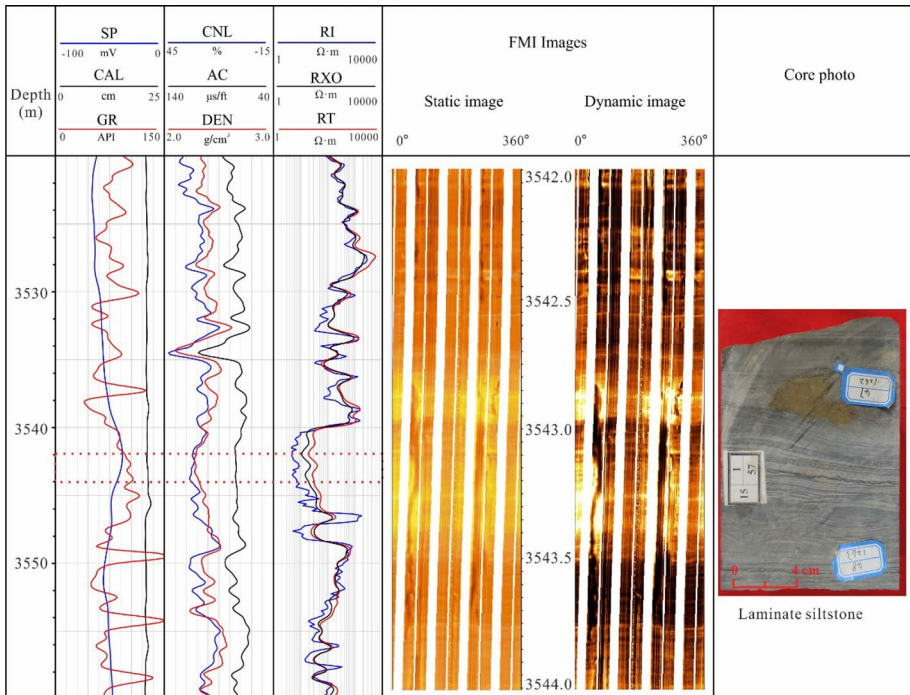 Depth
(m)
SP
-100 mV 0
CAL
0 cm 25
GR
0 API 150
CNL
45 % -15
AC
140 μs/ft 40
DEN
2.0 g/cm³ 3.0
RI
1 Ω·m 10000
RXO
1 Ω·m 10000
RT
1 Ω·m 10000
FMI Images
Static image
0° 360°
Dynamic image
0° 360°
Core photo
3530
3540
3550
3542.0
3542.5
3543.0
3543.5
3544.0
1
57
15
0 4 cm
Laminate siltstone